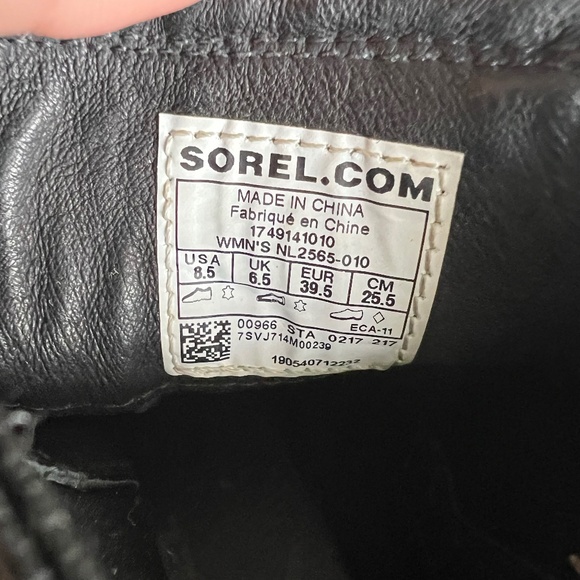 SOREL.COM
MADE IN CHINA
Fabriqué en Chine
1749141010
WMN'S NL2565-010
USA UK EUR CM
8.5 6.5 39.5 25.5
ECA-11
00966 STA 0217 217
7SVJ714M00239
190540712232